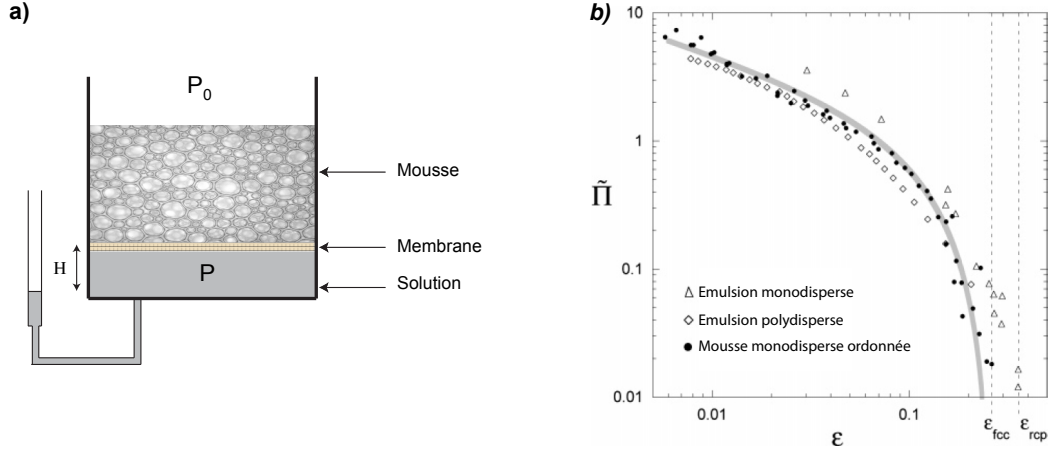 a)
P0
Mousse
Membrane
H
P
Solution
b)
10
1
Π̃
0.1
0.01
△ Emulsion monodisperse
◇ Emulsion polydisperse
● Mousse monodisperse ordonnée
0.01 0.1
ε
εfcc εrcp